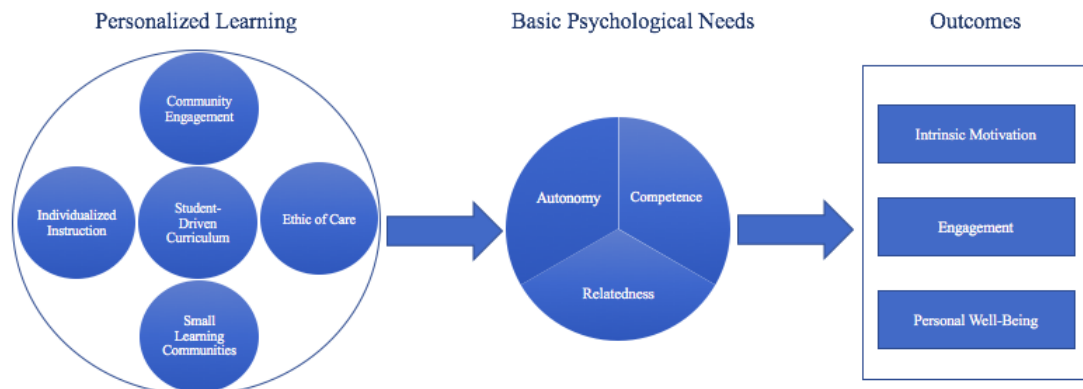 Personalized Learning
Basic Psychological Needs
Outcomes
Community
Engagement
Individualized
Instruction
Student-
Driven
Curriculum
Ethic of Care
Small
Learning
Communities
Autonomy
Competence
Relatedness
Intrinsic Motivation
Engagement
Personal Well-Being